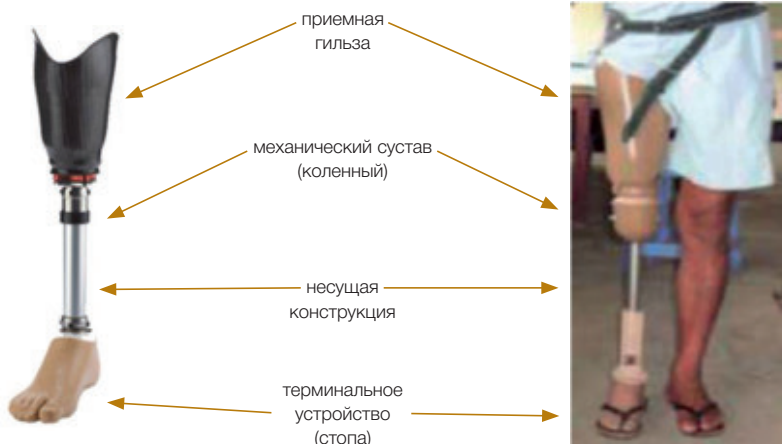 приемная
гильза
механический сустав
(коленный)
несущая
конструкция
терминальное
устройство
(стопа)